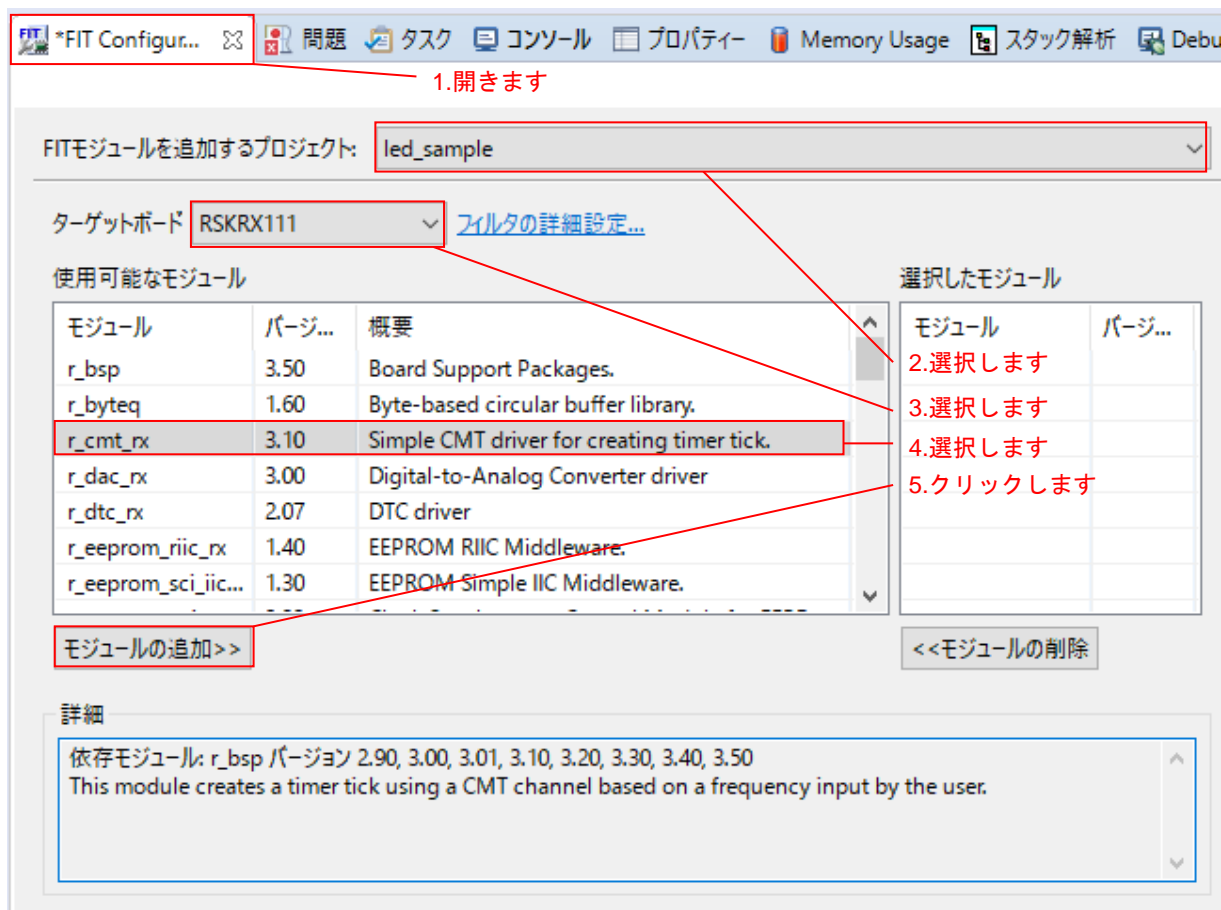 FIT *FIT Configur... 問題 タスク コンソール プロパティー Memory Usage スタック解析 Debu
1.開きます
FITモジュールを追加するプロジェクト: led_sample
ターゲットボード RSKRX111 フィルタの詳細設定...
使用可能なモジュール 選択したモジュール
モジュール バージ... 概要 モジュール バージ...
r_bsp 3.50 Board Support Packages. 2.選択します
r_byteq 1.60 Byte-based circular buffer library. 3.選択します
r_cmt_rx 3.10 Simple CMT driver for creating timer tick. 4.選択します
r_dac_rx 3.00 Digital-to-Analog Converter driver 5.クリックします
r_dtc_rx 2.07 DTC driver
r_eeprom_riic_rx 1.40 EEPROM RIIC Middleware.
r_eeprom_sci_iic... 1.30 EEPROM Simple IIC Middleware.
モジュールの追加>> <<モジュールの削除
詳細
依存モジュール: r_bsp バージョン 2.90, 3.00, 3.01, 3.10, 3.20, 3.30, 3.40, 3.50
This module creates a timer tick using a CMT channel based on a frequency input by the user.